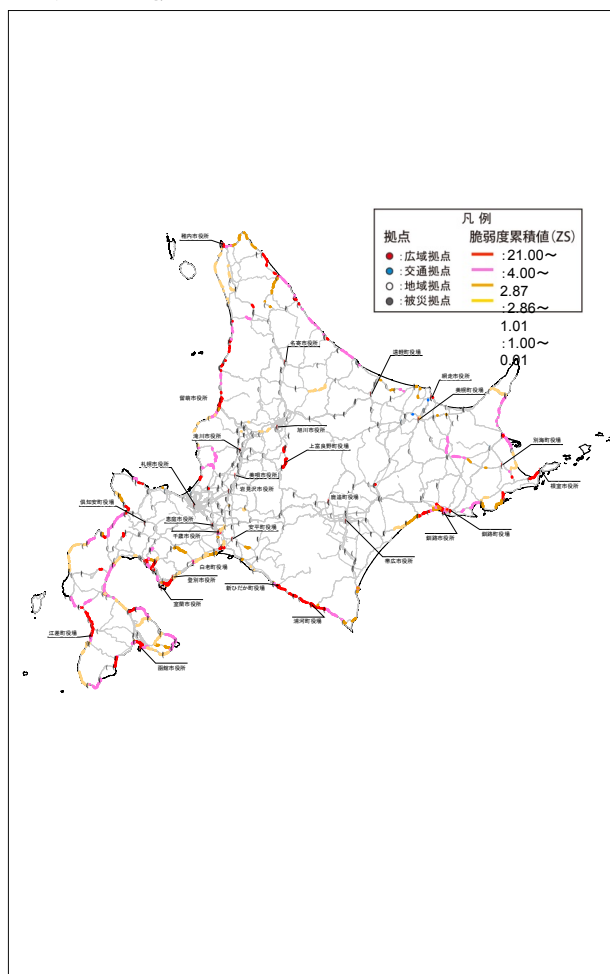 凡 例
拠点
脆弱度累積値(ZS)
:広域拠点
:交通拠点
:地域拠点
:被災拠点
:21.00～
:4.00～
2.87
:2.86～
1.01
:1.00～
0.01
稚内市役所
名寄市役所
遠軽町役場
網走市役所
美幌町役場
留萌市役所
旭川市役所
滝川市役所
上富良野町役場
別海町役場
札幌市役所
美唄市役所
岩見沢市役所
根室市役所
倶知安町役場
恵庭市役所
鹿追町役場
千歳市役所
安平町役場
釧路町役場
釧路市役所
帯広市役所
白老町役場
登別市役所
新ひだか町役場
室蘭市役所
浦河町役場
江差町役場
函館市役所